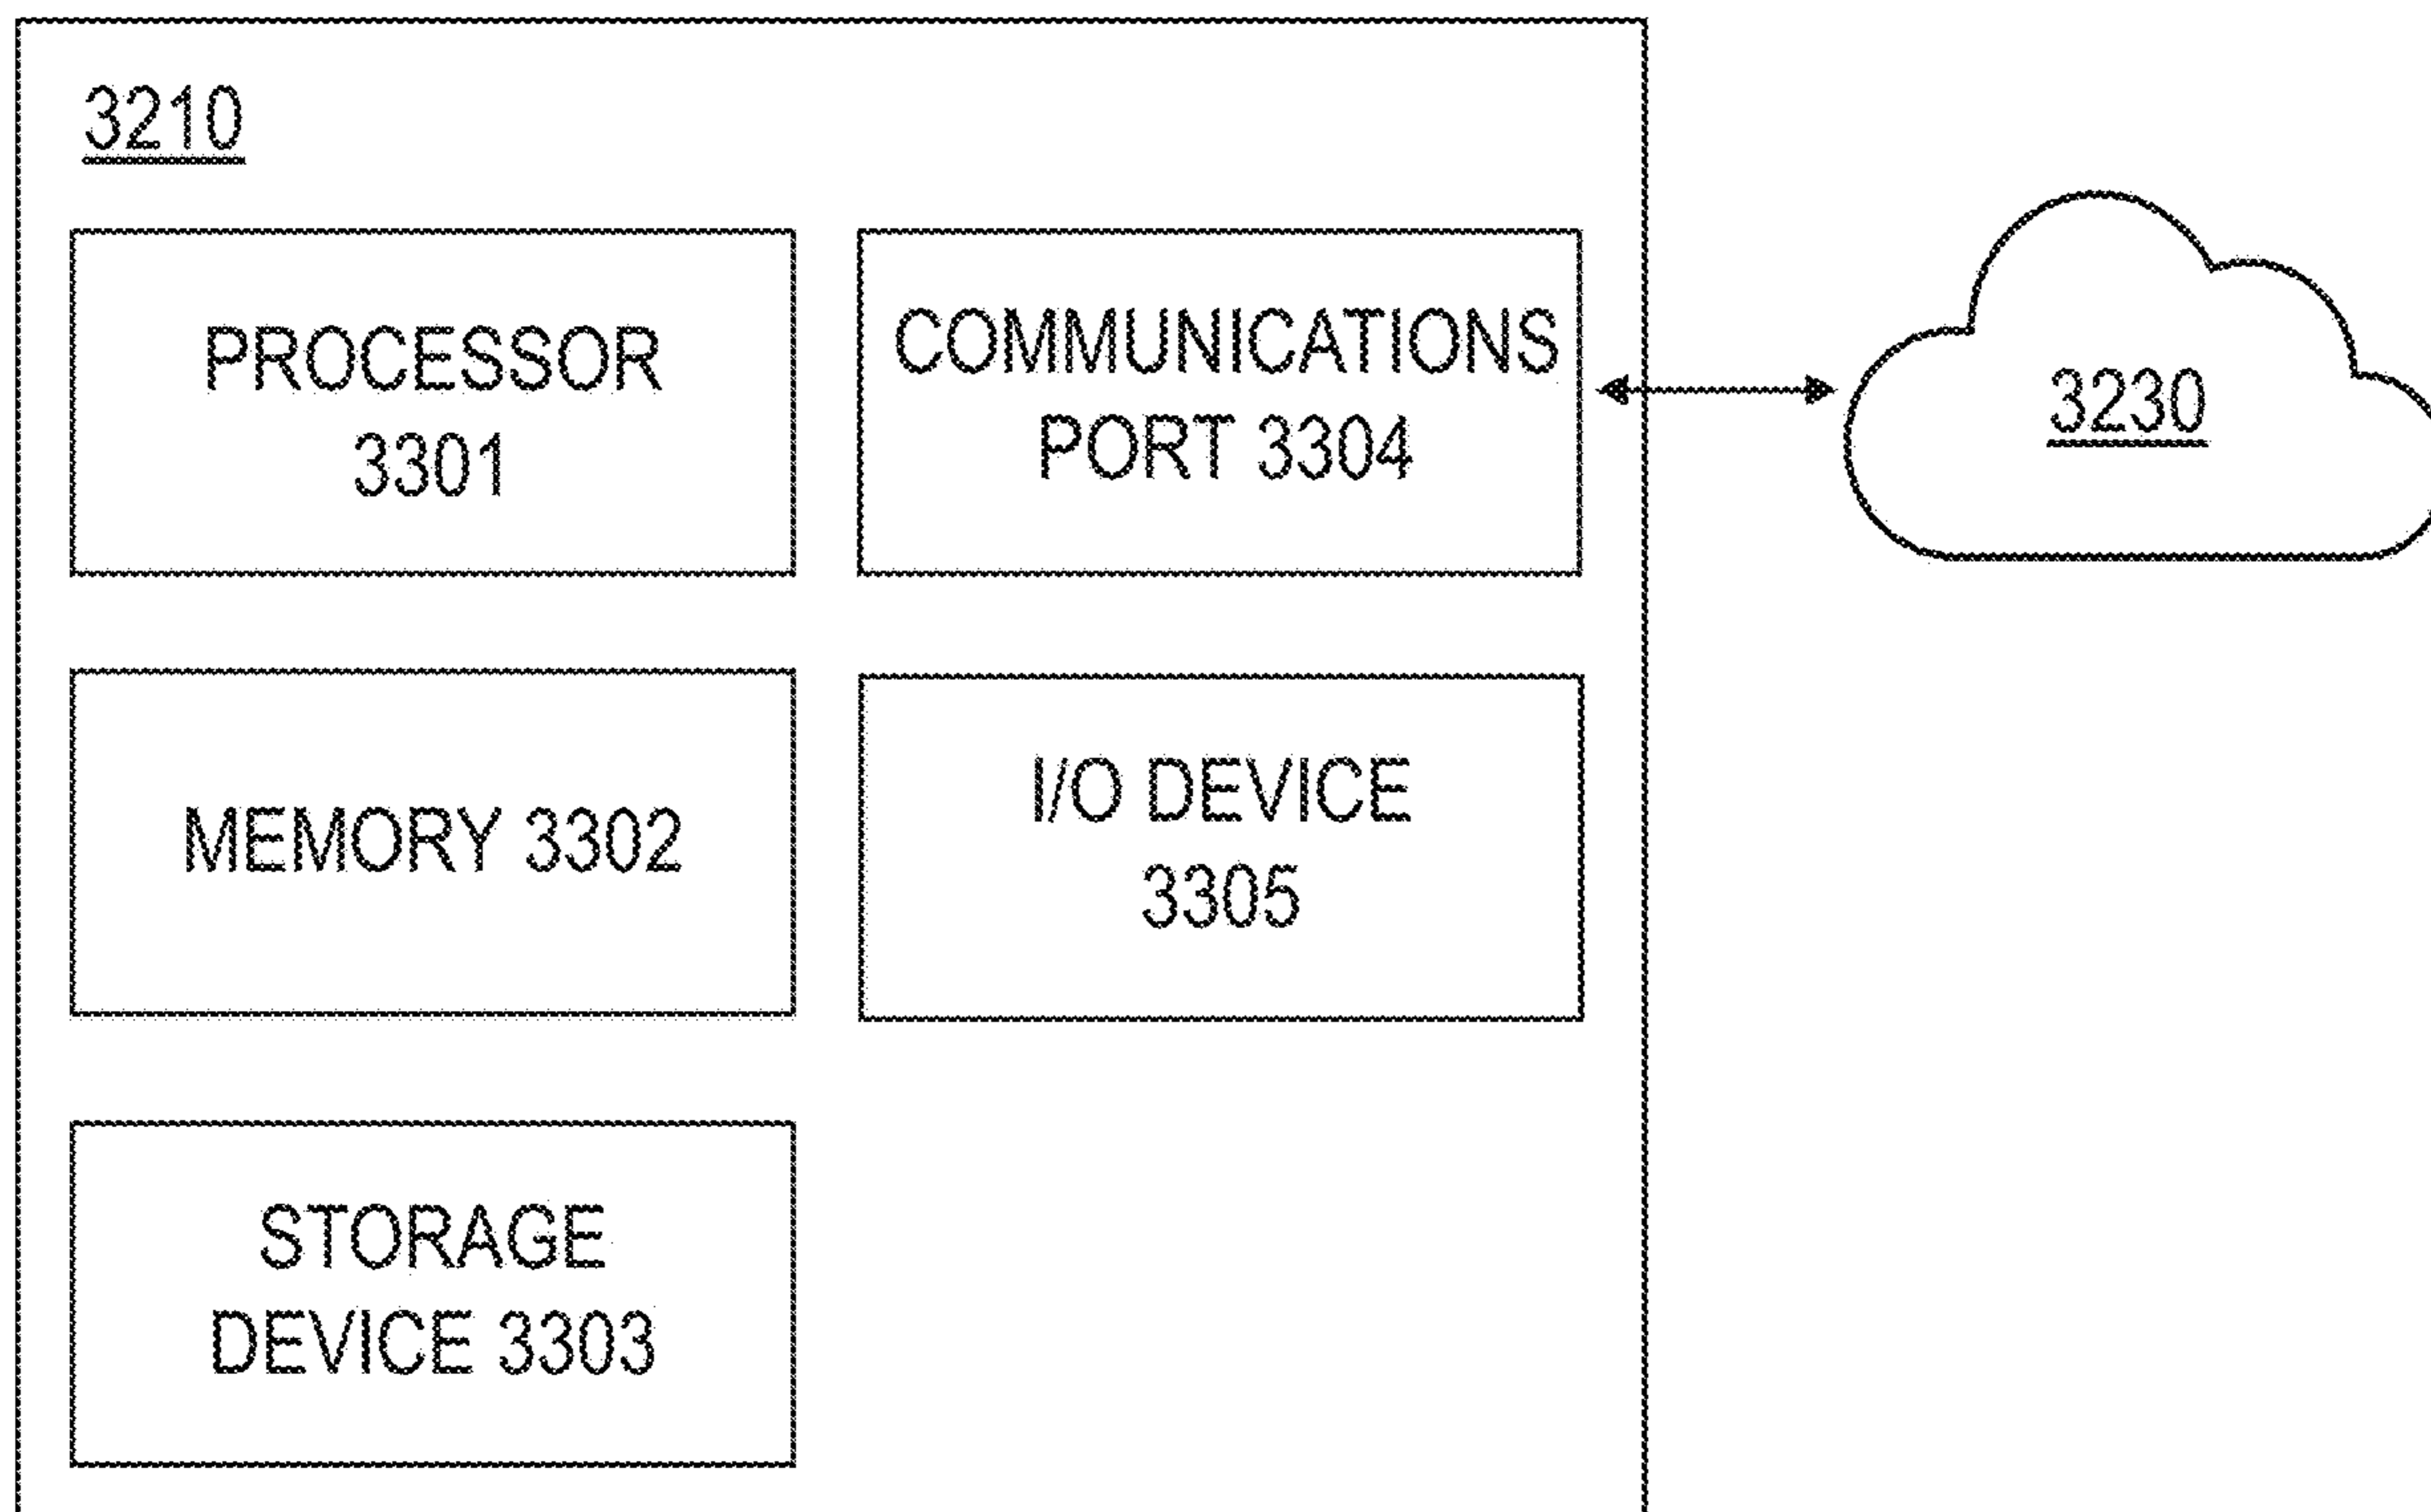 3210
PROCESSOR
3301
COMMUNICATIONS
PORT 3304
3230
MEMORY 3302
I/O DEVICE
3305
STORAGE
DEVICE 3303